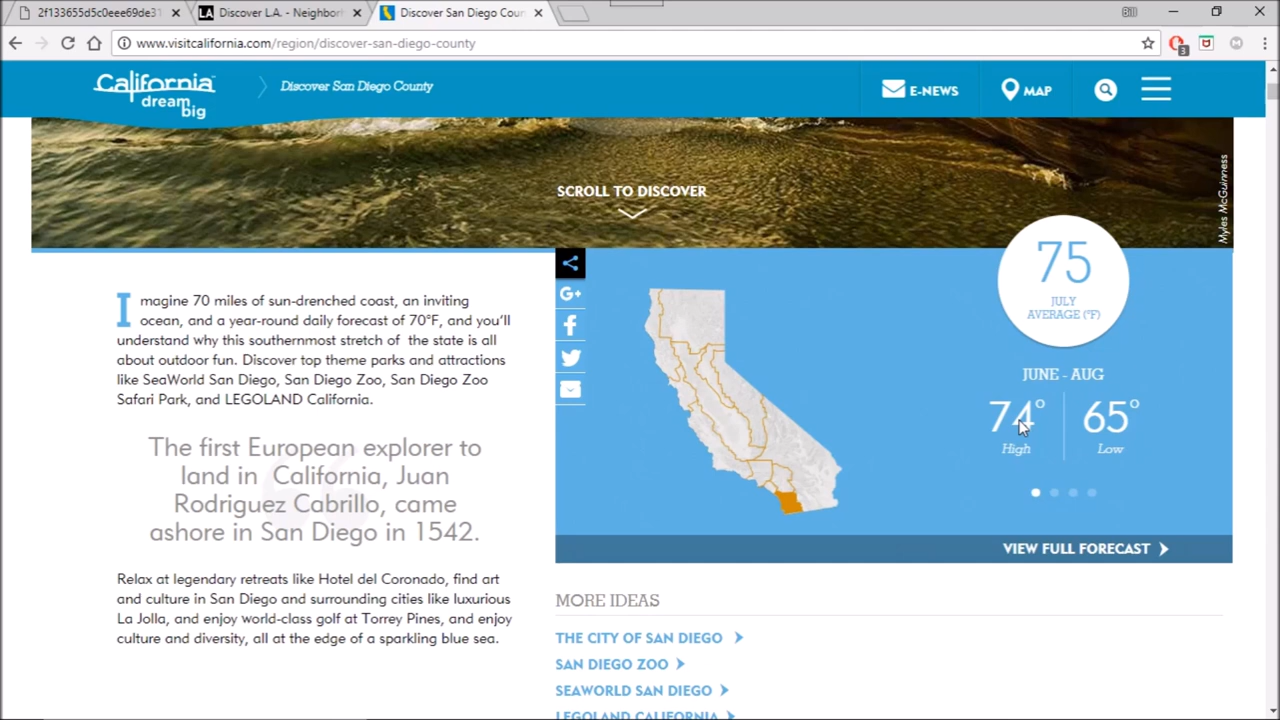 2f133655d5c0eee69de31
Discover L.A. - Neighborh
Discover San Diego Coun
Bill
www.visitcalifornia.com/region/discover-san-diego-county
3
California
dream
big
Discover San Diego County
E-NEWS
MAP
SCROLL TO DISCOVER
Myles McGuinness
75
JULY
AVERAGE (°F)
Imagine 70 miles of sun-drenched coast, an inviting
ocean, and a year-round daily forecast of 70°F, and you'll
understand why this southernmost stretch of the state is all
about outdoor fun. Discover top theme parks and attractions
like SeaWorld San Diego, San Diego Zoo, San Diego Zoo
Safari Park, and LEGOLAND California.
G+
JUNE - AUG
74° 65°
High Low
The first European explorer to
land in California, Juan
Rodriguez Cabrillo, came
ashore in San Diego in 1542.
VIEW FULL FORECAST
Relax at legendary retreats like Hotel del Coronado, find art
and culture in San Diego and surrounding cities like luxurious
La Jolla, and enjoy world-class golf at Torrey Pines, and enjoy
culture and diversity, all at the edge of a sparkling blue sea.
MORE IDEAS
THE CITY OF SAN DIEGO
SAN DIEGO ZOO
SEAWORLD SAN DIEGO
LEGOLAND CALIFORNIA